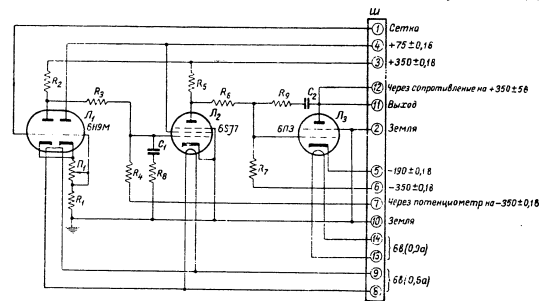 Ш
1 Сетка
4 +75±0,1в
3 +350±0,1в
12 Через сопротивление на +350±5в
11 Выход
2 Земля
5 -190±0,1в
6 -350±0,1в
7 Через потенциометр на -350±0,1в
10 Земля
14
13
6в(0,9а)
9
8
6в(0,6а)
R2
R3
R5
R6
R9
C2
Л1
6Н9М
Л2
6SJ7
6П3
Л3
C1
П1
R4
R8
R7
R1